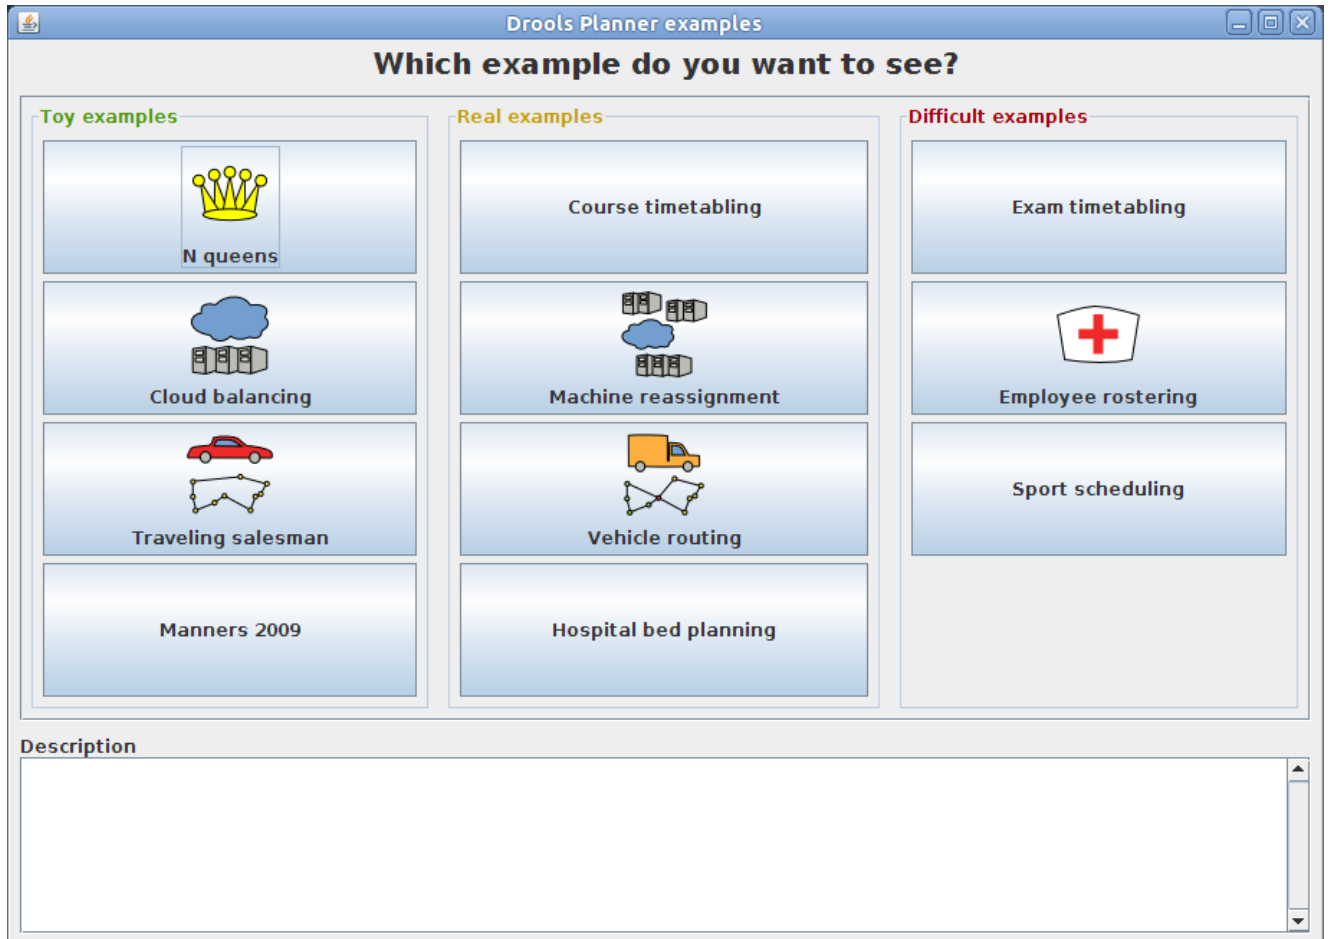 Drools Planner examples
Which example do you want to see?
Toy examples
N queens
Cloud balancing
Traveling salesman
Manners 2009
Real examples
Course timetabling
Machine reassignment
Vehicle routing
Hospital bed planning
Difficult examples
Exam timetabling
Employee rostering
Sport scheduling
Description